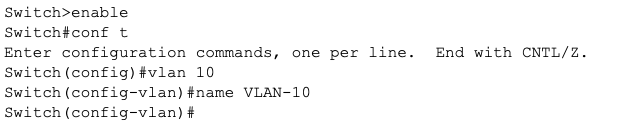 Switch>enable
Switch#conf t
Enter configuration commands, one per line.  End with CNTL/Z.
Switch(config)#vlan 10
Switch(config-vlan)#name VLAN-10
Switch(config-vlan)#